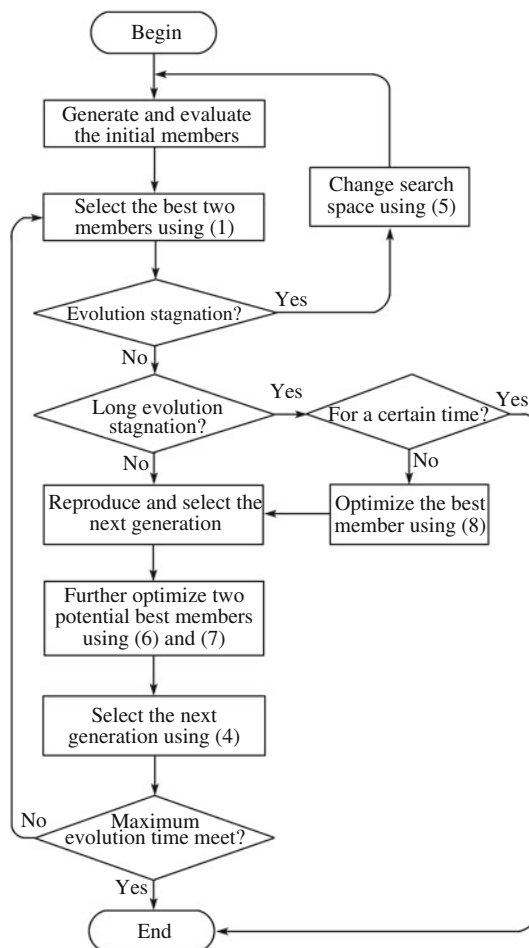 Begin
Generate and evaluate
the initial members
Change search
space using (5)
Select the best two
members using (1)
Evolution stagnation?
Yes
No
Long evolution
stagnation?
Yes
For a certain time?
Yes
No
No
Reproduce and select the
next generation
Optimize the best
member using (8)
Further optimize two
potential best members
using (6) and (7)
Select the next
generation using (4)
No
Maximum
evolution time meet?
Yes
End